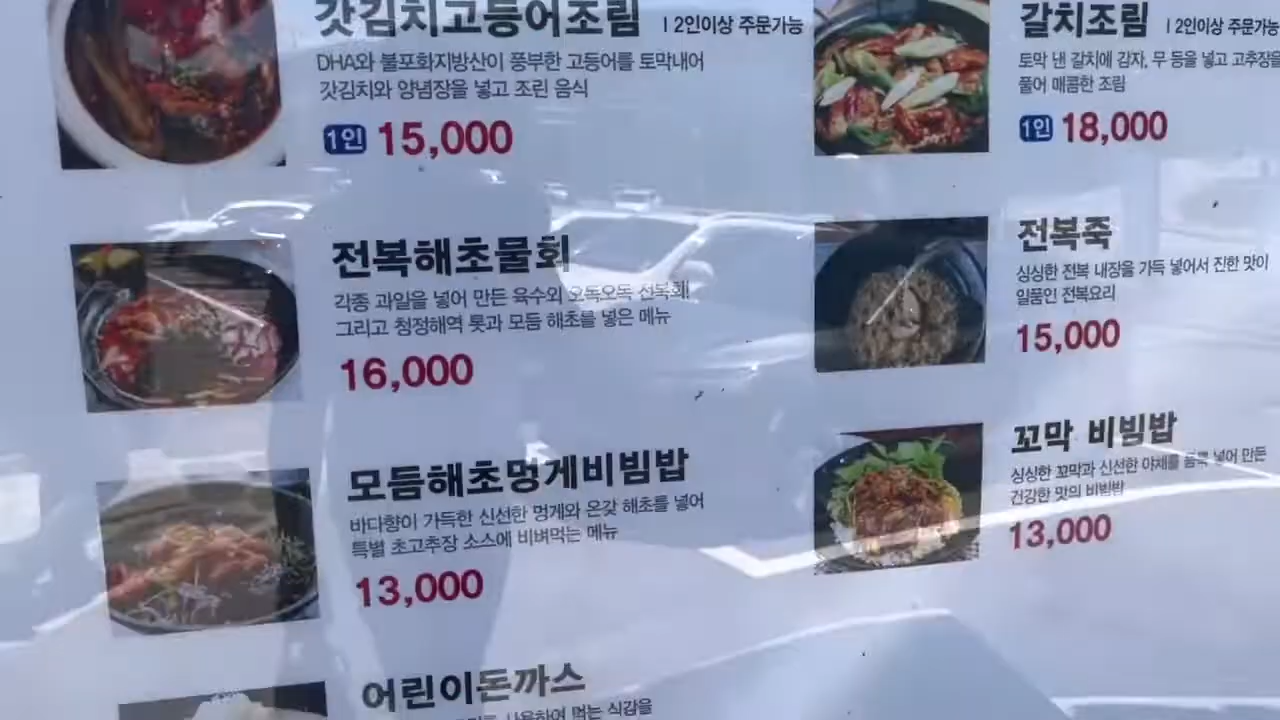 갓김치고등어조림 | 2인이상 주문가능
DHA와 불포화지방산이 풍부한 고등어를 토막내어
갓김치와 양념장을 넣고 조린 음식
1인 15,000
전복해초물회
각종 과일을 넣어 만든 육수와 오독오독 전복회
그리고 청정해역 톳과 모듬 해초를 넣은 메뉴
16,000
모듬해초멍게비빔밥
바다향이 가득한 신선한 멍게와 온갖 해초를 넣어
특별 초고추장 소스에 비벼먹는 메뉴
13,000
어린이돈까스
사용하여 먹는 식감을
갈치조림 | 2인이상 주문가능
토막 낸 갈치에 감자, 무 등을 넣고 고추장을
풀어 매콤한 조림
1인 18,000
전복죽
싱싱한 전복 내장을 가득 넣어서 진한 맛이
일품인 전복요리
15,000
꼬막 비빔밥
싱싱한 꼬막과 신선한 야채를 듬뿍 넣어 만든
건강한 맛의 비빔밥
13,000